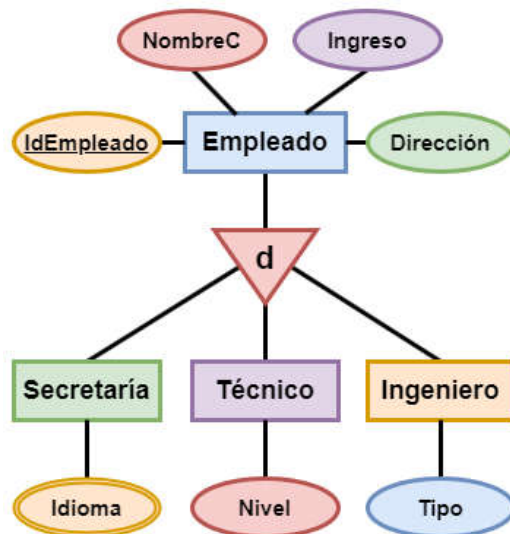 NombreC
Ingreso
IdEmpleado
Empleado
Dirección
d
Secretaría
Técnico
Ingeniero
Idioma
Nivel
Tipo